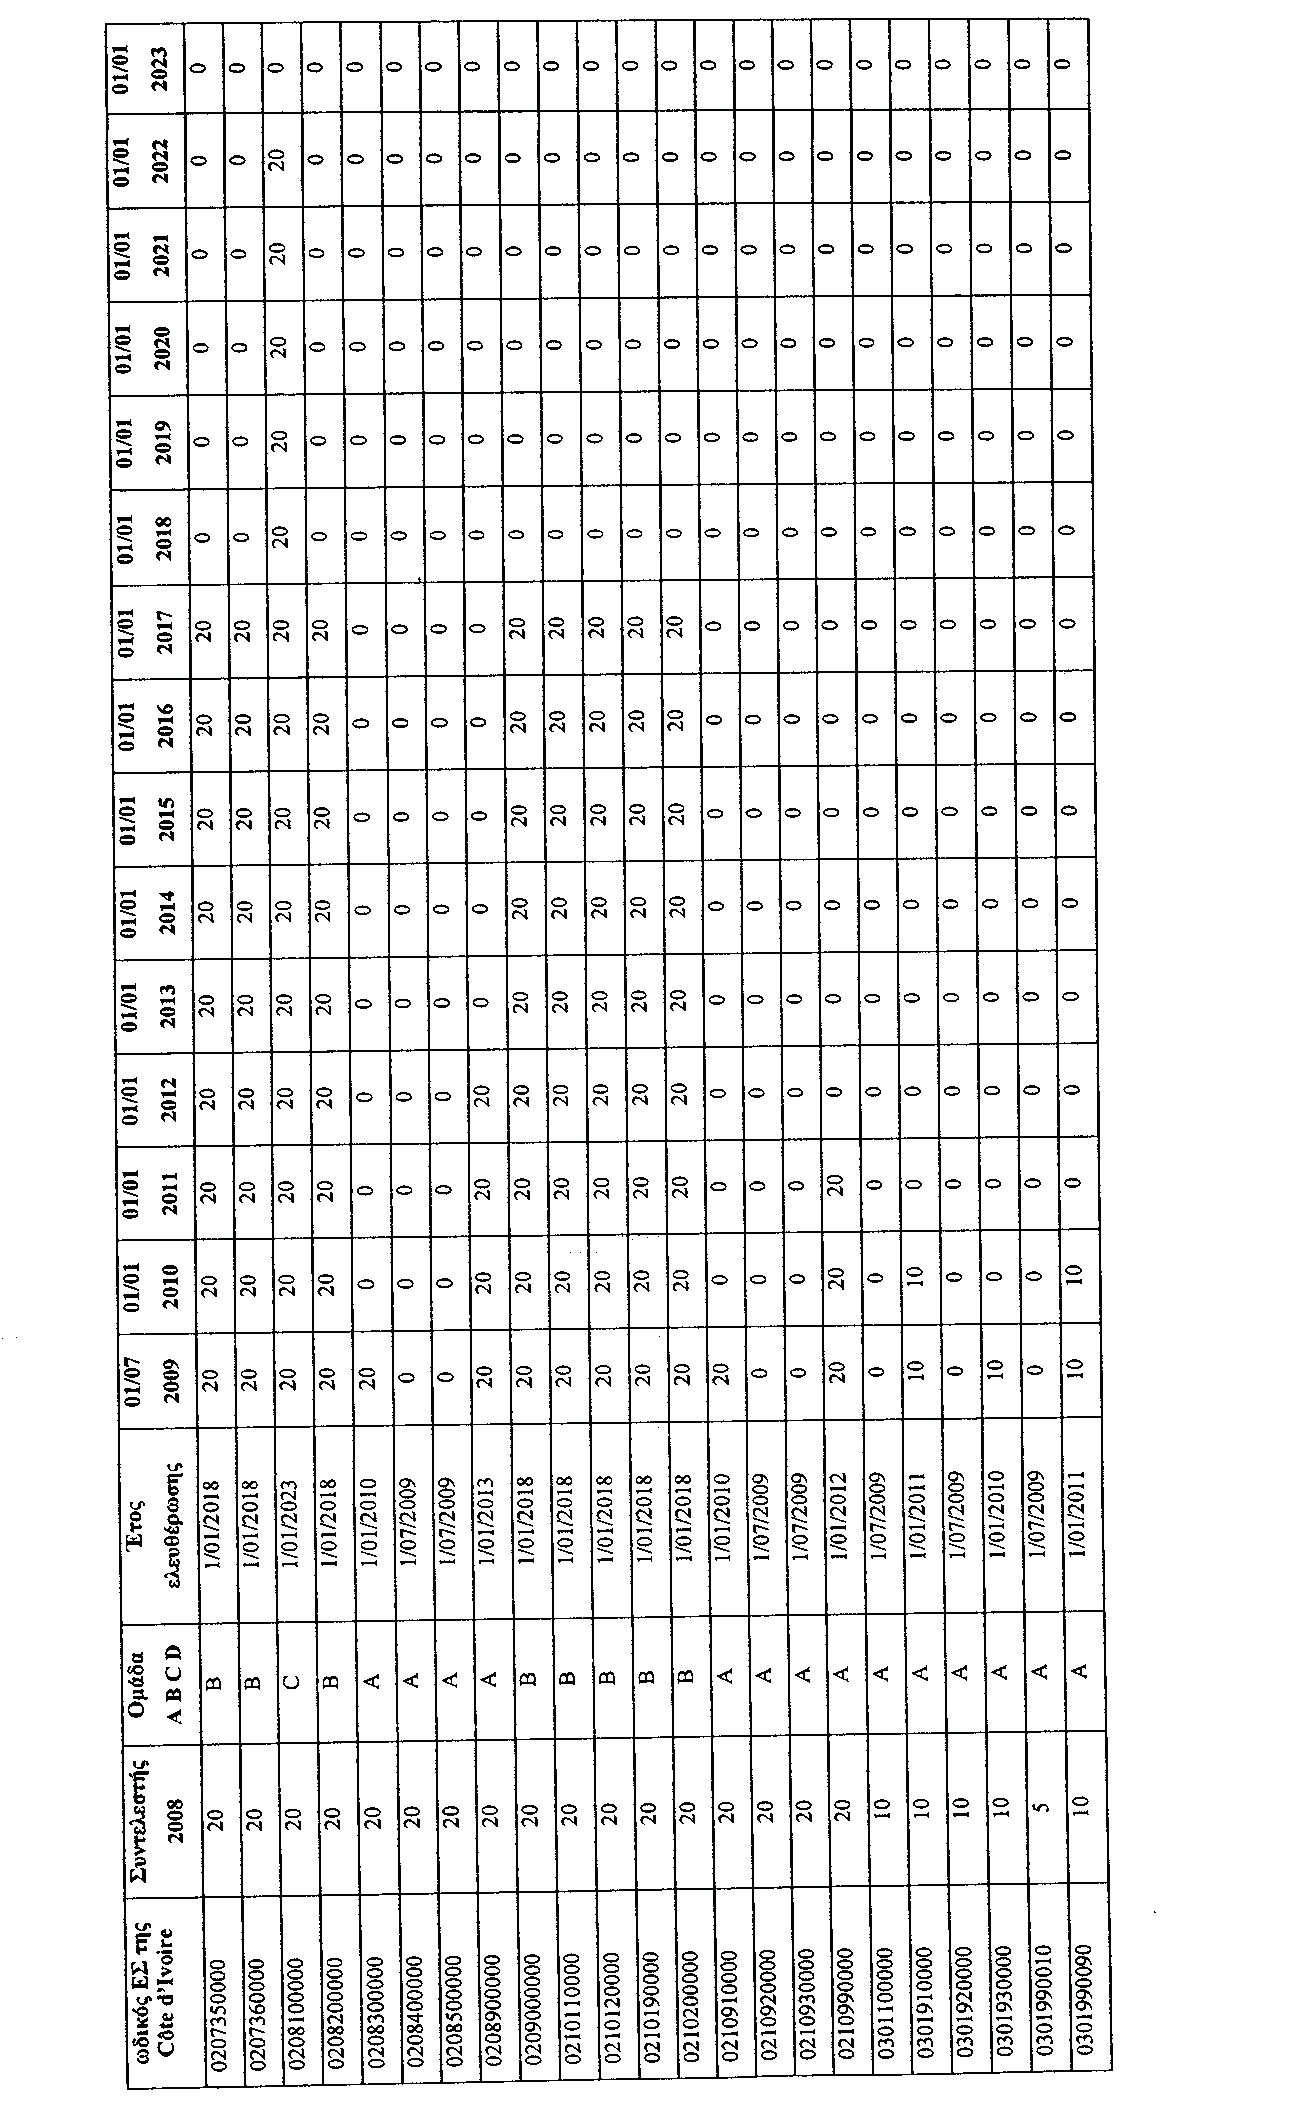 ωδικός ΕΣ της Côte d'Ivoire Συντελεστής 2008 Ομάδα A B C D Έτος ελευθέρωσης 01/07 2009 01/01 2010 01/01 2011 01/01 2012 01/01 2013 01/01 2014 01/01 2015 01/01 2016 01/01 2017 01/01 2018 01/01 2019 01/01 2020 01/01 2021 01/01 2022 01/01 2023
0207350000 20 B 1/01/2018 20 20 20 20 20 20 20 20 20 0 0 0 0 0 0
0207360000 20 B 1/01/2018 20 20 20 20 20 20 20 20 20 0 0 0 0 0 0
0208100000 20 C 1/01/2023 20 20 20 20 20 20 20 20 20 20 20 20 20 20 0
0208200000 20 B 1/01/2018 20 20 20 20 20 20 20 20 20 0 0 0 0 0 0
0208300000 20 A 1/01/2010 20 0 0 0 0 0 0 0 0 0 0 0 0 0 0
0208400000 20 A 1/07/2009 0 0 0 0 0 0 0 0 0 0 0 0 0 0 0
0208500000 20 A 1/07/2009 0 0 0 0 0 0 0 0 0 0 0 0 0 0 0
0208900000 20 A 1/01/2013 20 20 20 20 0 0 0 0 0 0 0 0 0 0 0
0209000000 20 B 1/01/2018 20 20 20 20 20 20 20 20 20 0 0 0 0 0 0
0210110000 20 B 1/01/2018 20 20 20 20 20 20 20 20 20 0 0 0 0 0 0
0210120000 20 B 1/01/2018 20 20 20 20 20 20 20 20 20 0 0 0 0 0 0
0210190000 20 B 1/01/2018 20 20 20 20 20 20 20 20 20 0 0 0 0 0 0
0210200000 20 B 1/01/2018 20 20 20 20 20 20 20 20 20 0 0 0 0 0 0
0210910000 20 A 1/01/2010 20 0 0 0 0 0 0 0 0 0 0 0 0 0 0
0210920000 20 A 1/07/2009 0 0 0 0 0 0 0 0 0 0 0 0 0 0 0
0210930000 20 A 1/07/2009 0 0 0 0 0 0 0 0 0 0 0 0 0 0 0
0210990000 20 A 1/01/2012 20 20 20 0 0 0 0 0 0 0 0 0 0 0 0
0301100000 10 A 1/07/2009 0 0 0 0 0 0 0 0 0 0 0 0 0 0 0
0301910000 10 A 1/01/2011 10 10 0 0 0 0 0 0 0 0 0 0 0 0 0
0301920000 10 A 1/07/2009 0 0 0 0 0 0 0 0 0 0 0 0 0 0 0
0301930000 10 A 1/01/2010 10 0 0 0 0 0 0 0 0 0 0 0 0 0 0
0301990010 5 A 1/07/2009 0 0 0 0 0 0 0 0 0 0 0 0 0 0 0
0301990090 10 A 1/01/2011 10 10 0 0 0 0 0 0 0 0 0 0 0 0 0